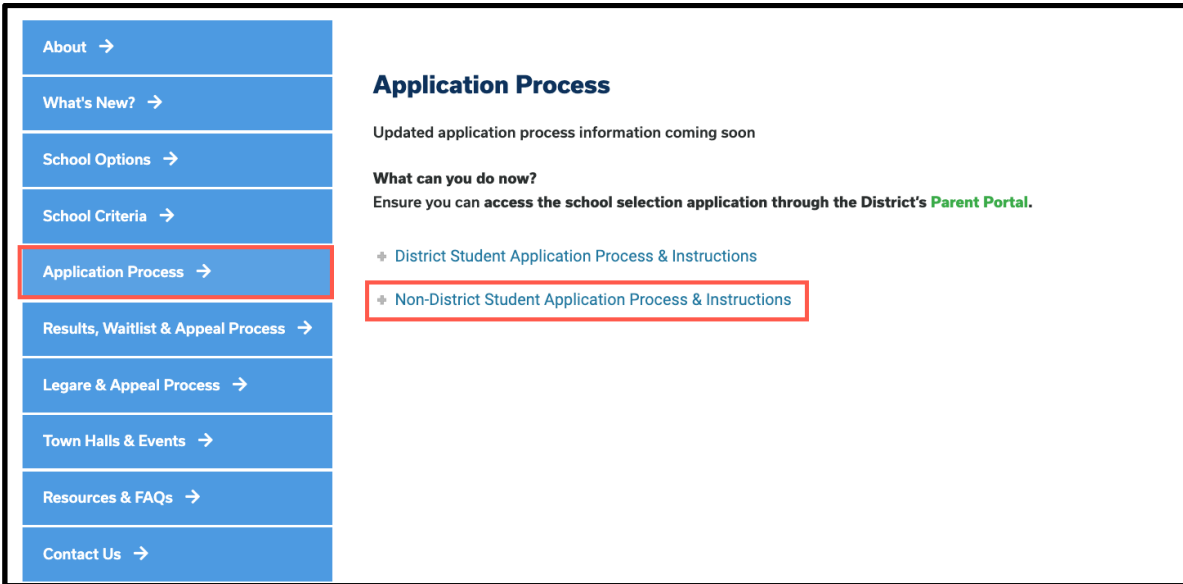 About
What's New?
School Options
School Criteria
Application Process
Results, Waitlist & Appeal Process
Legare & Appeal Process
Town Halls & Events
Resources & FAQs
Contact Us
Application Process
Updated application process information coming soon
What can you do now?
Ensure you can access the school selection application through the District's Parent Portal.
District Student Application Process & Instructions
Non-District Student Application Process & Instructions